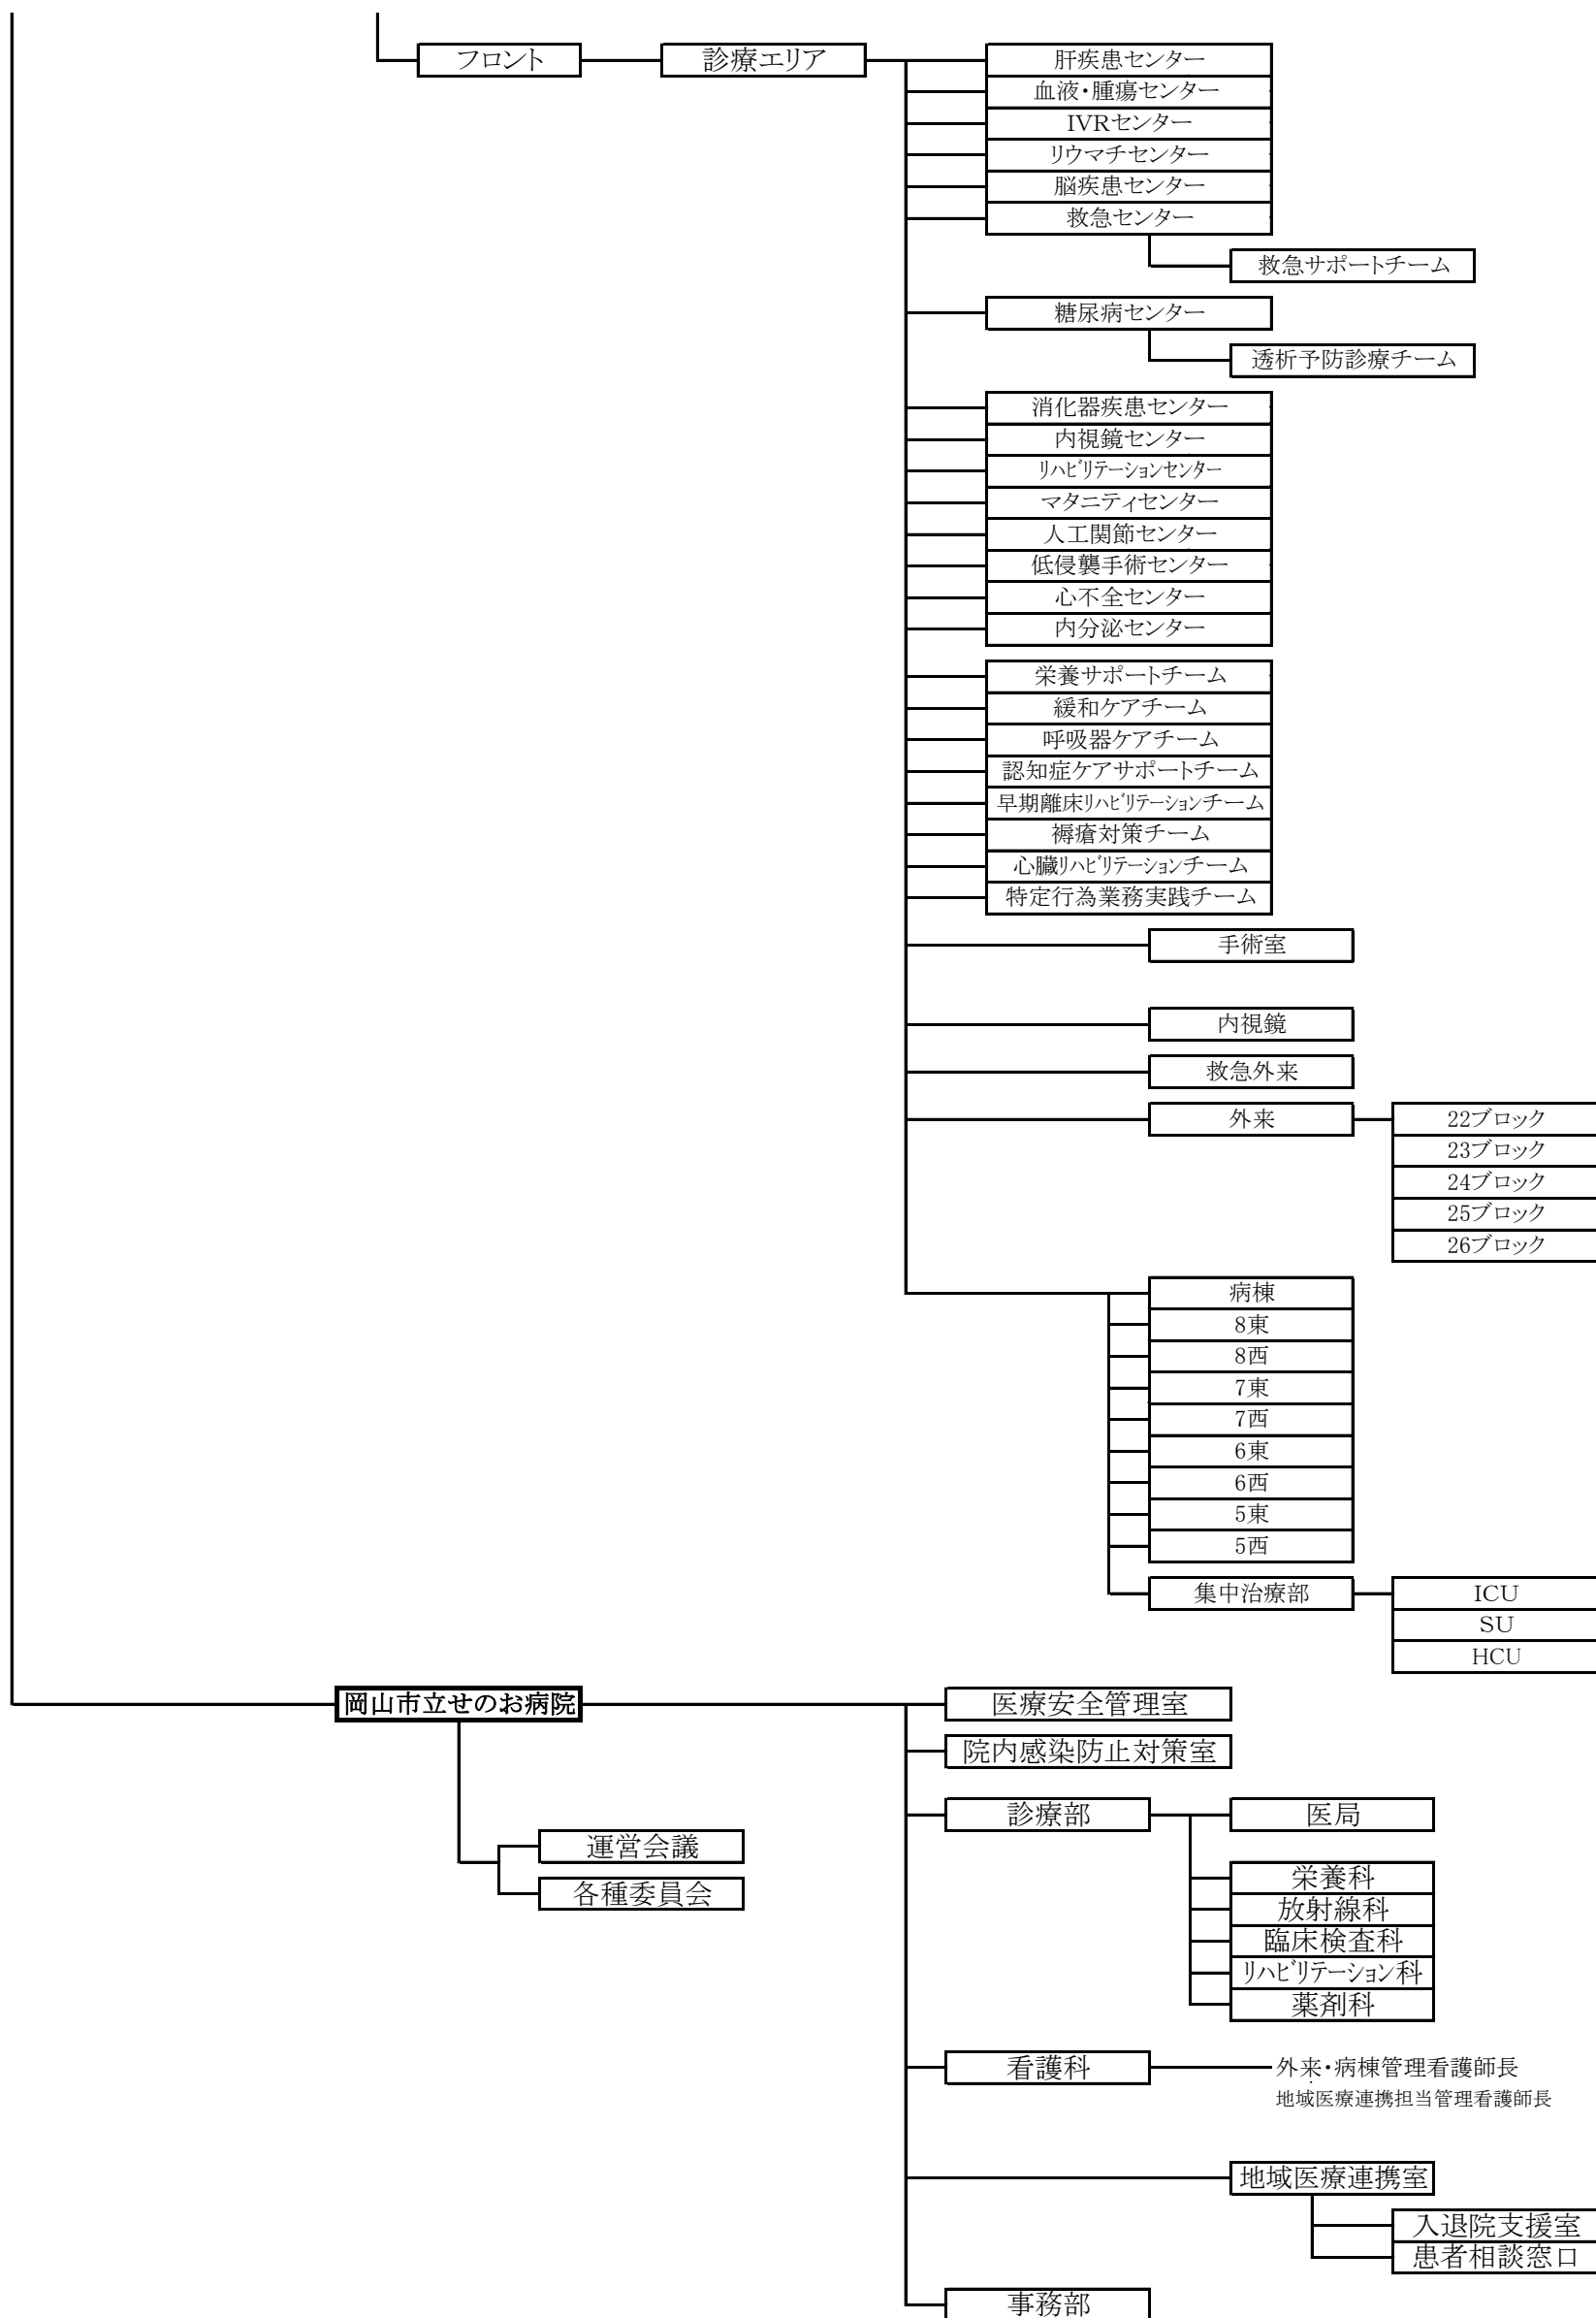 フロント
診療エリア
肝疾患センター
血液・腫瘍センター
IVRセンター
リウマチセンター
脳疾患センター
救急センター
救急サポートチーム
糖尿病センター
透析予防診療チーム
消化器疾患センター
内視鏡センター
ﾘﾊﾋﾞﾘﾃｰｼｮﾝｾﾝﾀｰ
マタニティセンター
人工関節センター
低侵襲手術センター
心不全センター
内分泌センター
栄養サポートチーム
緩和ケアチーム
呼吸器ケアチーム
認知症ケアサポートチーム
早期離床ﾘﾊﾋﾞﾘﾃｰｼｮﾝチーム
褥瘡対策チーム
心臓ﾘﾊﾋﾞﾘﾃｰｼｮﾝチーム
特定行為業務実践チーム
手術室
内視鏡
救急外来
外来
22ブロック
23ブロック
24ブロック
25ブロック
26ブロック
病棟
8東
8西
7東
7西
6東
6西
5東
5西
集中治療部
ICU
SU
HCU
岡山市立せのお病院
医療安全管理室
院内感染防止対策室
診療部
医局
運営会議
各種委員会
栄養科
放射線科
臨床検査科
ﾘﾊﾋﾞﾘﾃｰｼｮﾝ科
薬剤科
看護科
外来・病棟管理看護師長
地域医療連携担当管理看護師長
地域医療連携室
入退院支援室
患者相談窓口
事務部